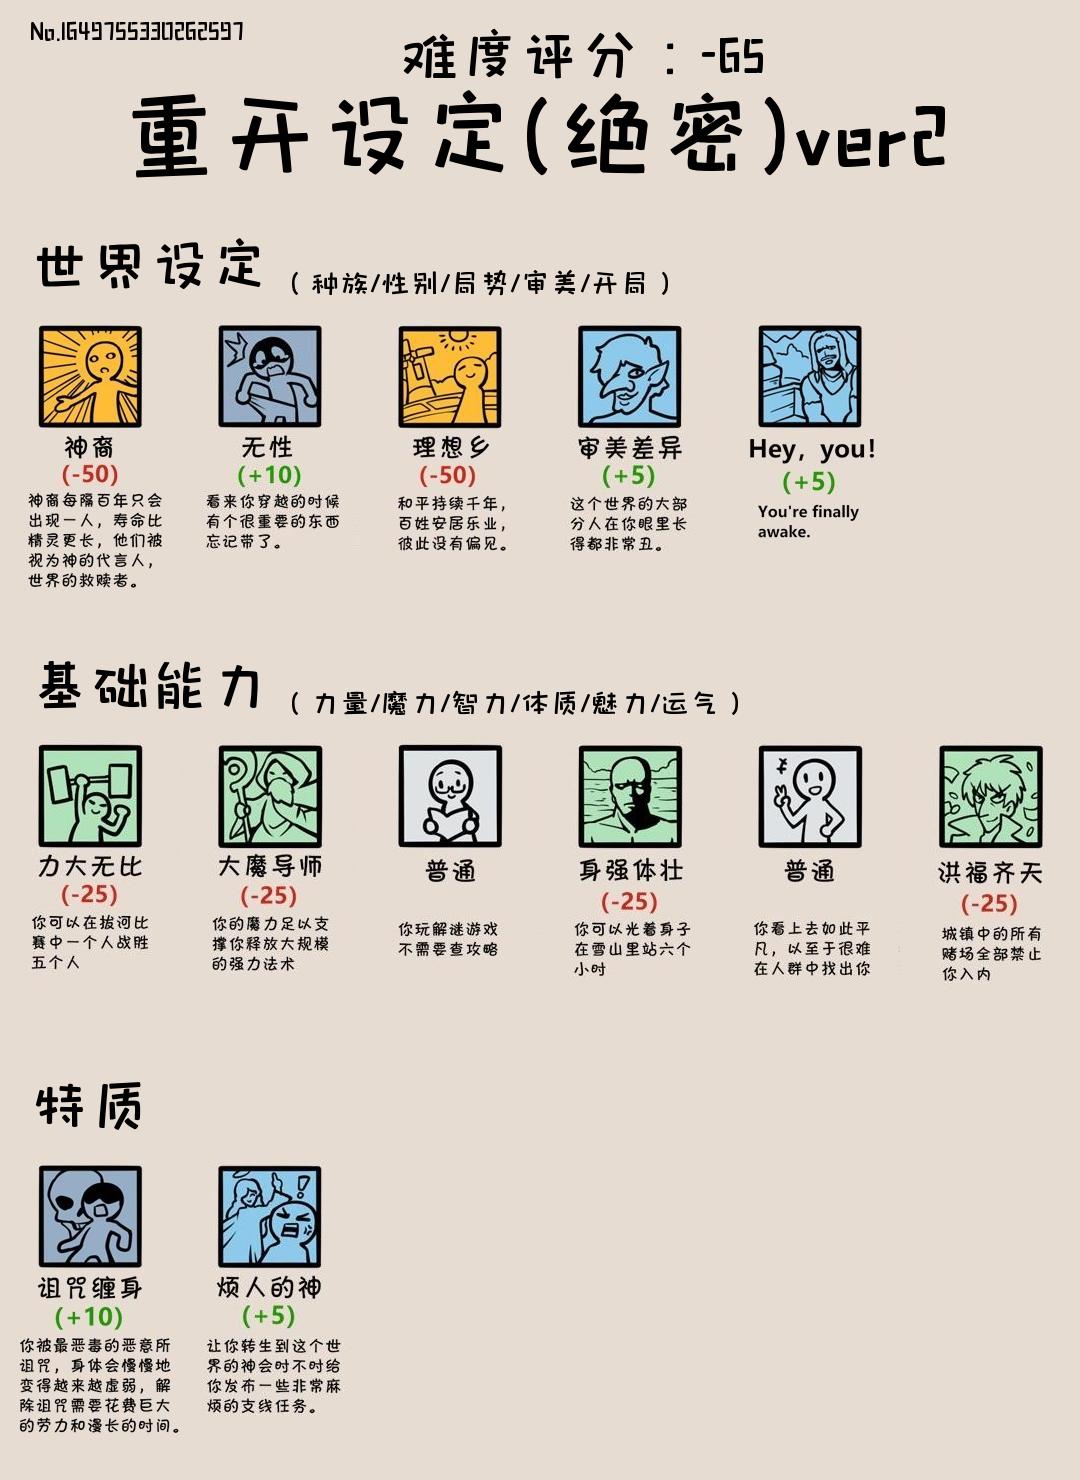 No.1649755330262597
难度评分：-65
重开设定(绝密)ver2
世界设定（种族/性别/局势/审美/开局）
神裔
(-50)
神裔每隔百年只会
出现一人，寿命比
精灵更长，他们被
视为神的代言人，
世界的救赎者。
无性
(+10)
看来你穿越的时候
有个很重要的东西
忘记带了。
理想乡
(-50)
和平持续千年，
百姓安居乐业，
彼此没有偏见。
审美差异
(+5)
这个世界的大部
分人在你眼里长
得都非常丑。
Hey, you!
(+5)
You're finally
awake.
基础能力（力量/魔力/智力/体质/魅力/运气）
力大无比
(-25)
你可以在拔河比
赛中一个人战胜
五个人
大魔导师
(-25)
你的魔力足以支
撑你释放大规模
的强力法术
普通
你玩解谜游戏
不需要查攻略
身强体壮
(-25)
你可以光着身子
在雪山里站六个
小时
普通
你看上去如此平
凡，以至于很难
在人群中找出你
洪福齐天
(-25)
城镇中的所有
赌场全部禁止
你入内
特质
诅咒缠身
(+10)
你被最恶毒的恶意所
诅咒，身体会慢慢地
变得越来越虚弱，解
除诅咒需要花费巨大
的劳力和漫长的时间。
烦人的神
(+5)
让你转生到这个世
界的神会时不时给
你发布一些非常麻
烦的支线任务。